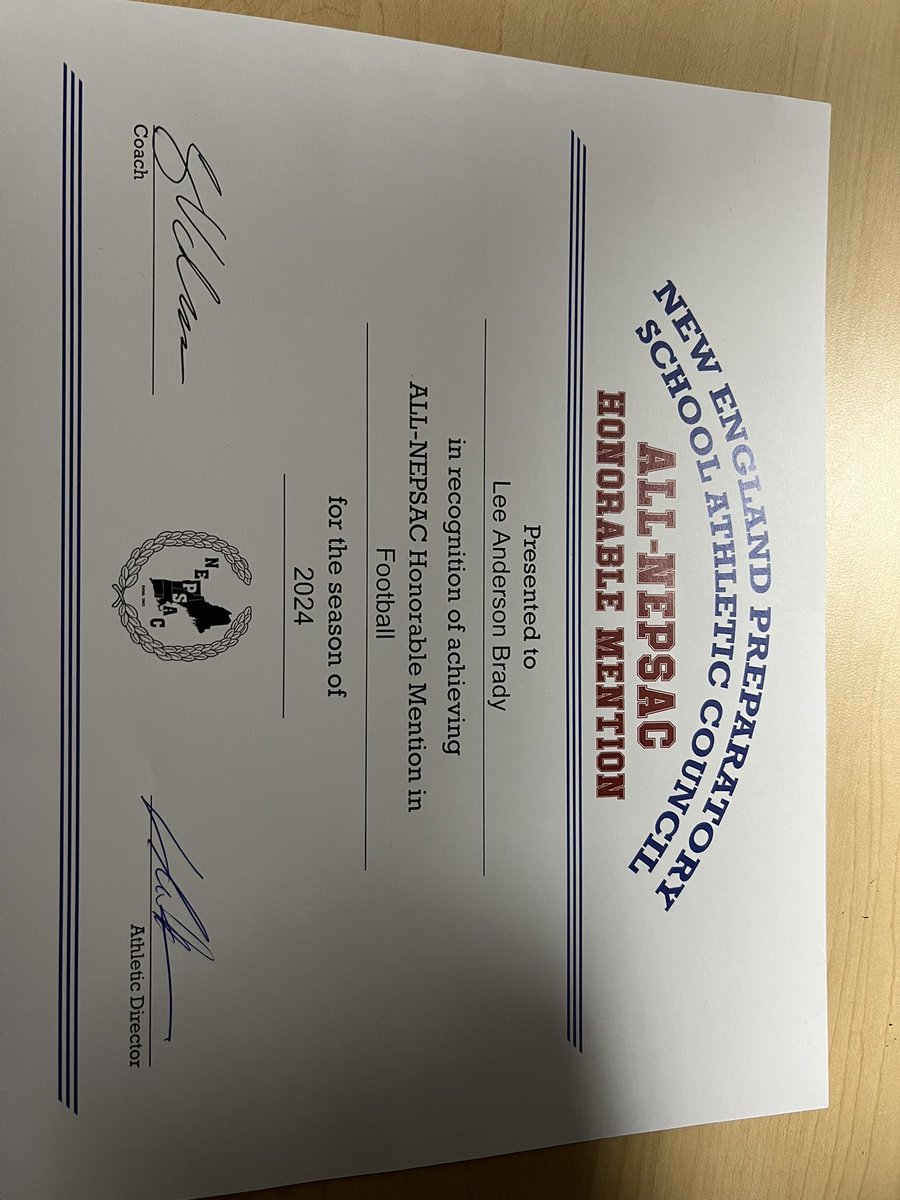 NEW ENGLAND PREPARATORY
SCHOOL ATHLETIC COUNCIL
ALL-NEPSAC
HONORABLE MENTION
Presented to
Lee Anderson Brady
in recognition of achieving
ALL-NEPSAC Honorable Mention in
Football
for the season of
2024
NEPSAC
Coach
Athletic Director